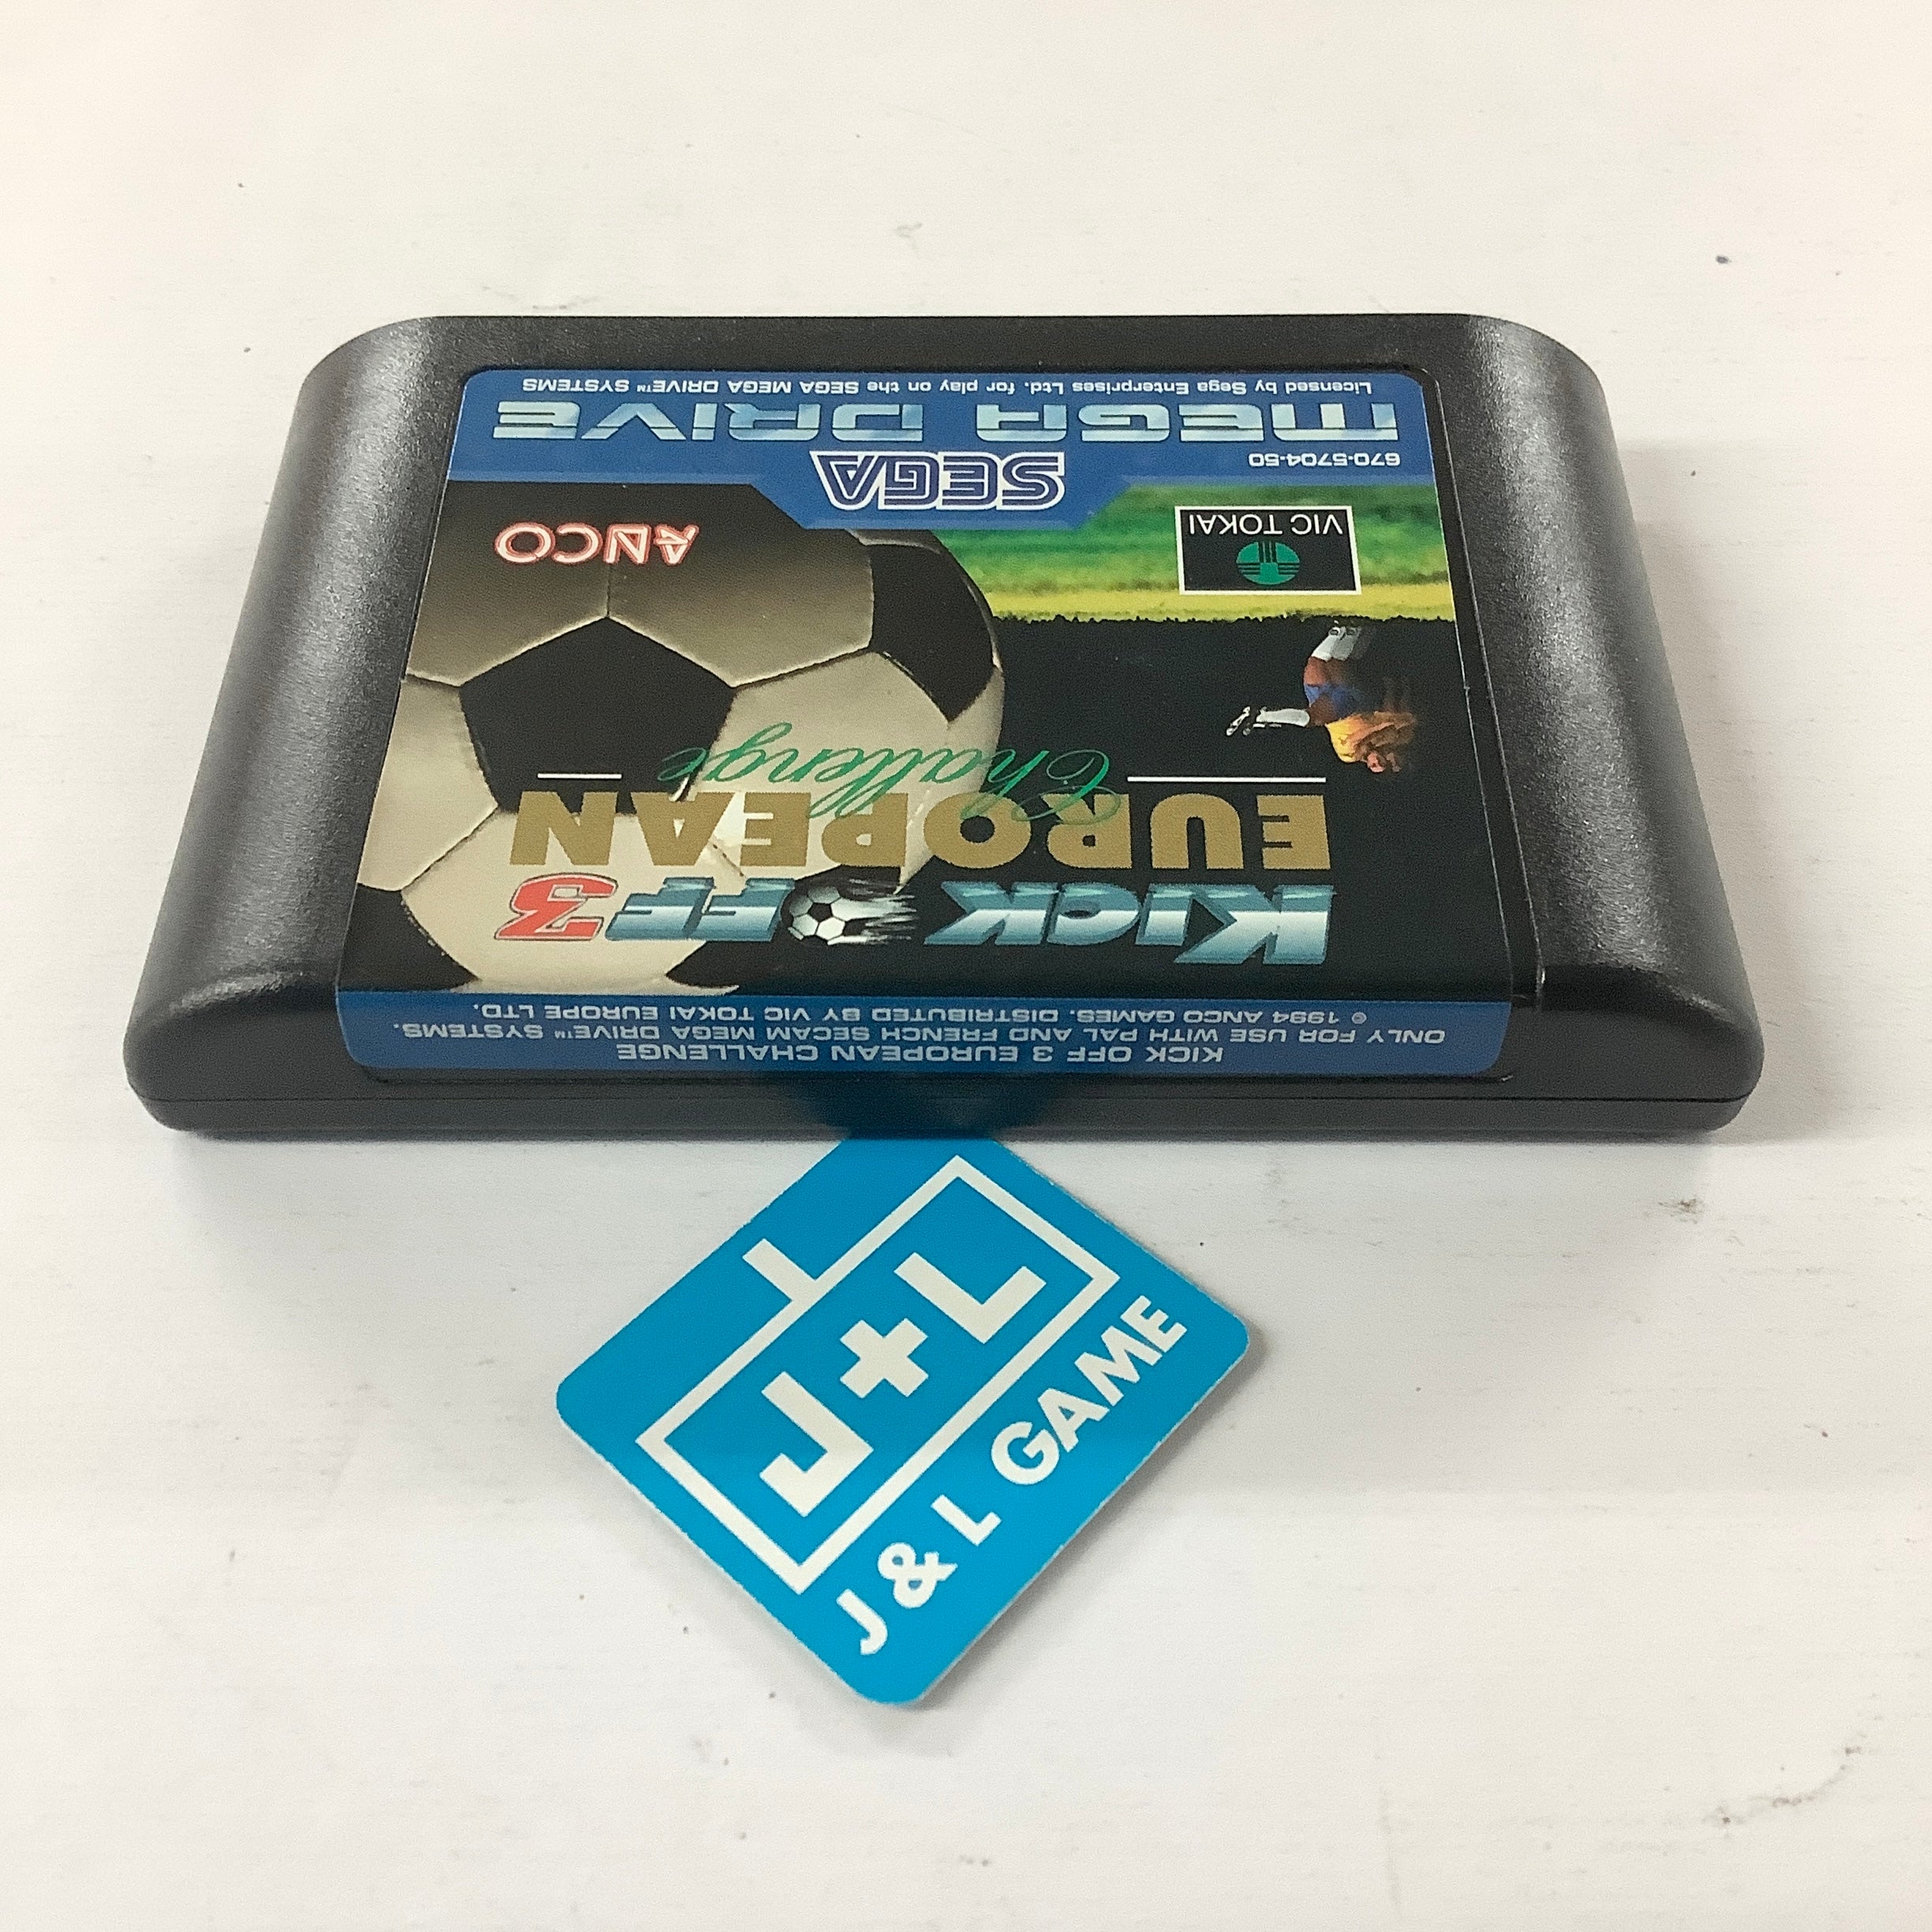 KICK OFF 3 EUROPEAN CHALLENGE
ONLY FOR USE WITH PAL AND FRENCH SECAM MEGA DRIVE™ SYSTEMS.
© 1994 ANCO GAMES. DISTRIBUTED BY VIC TOKAI EUROPE LTD.
KICK OFF 3
EUROPEAN
Challenge
VIC TOKAI
ANCO
SEGA
670-5704-50
MEGA DRIVE
Licensed by Sega Enterprises Ltd. for play on the SEGA MEGA DRIVE™ SYSTEMS
J+L
J & L GAME